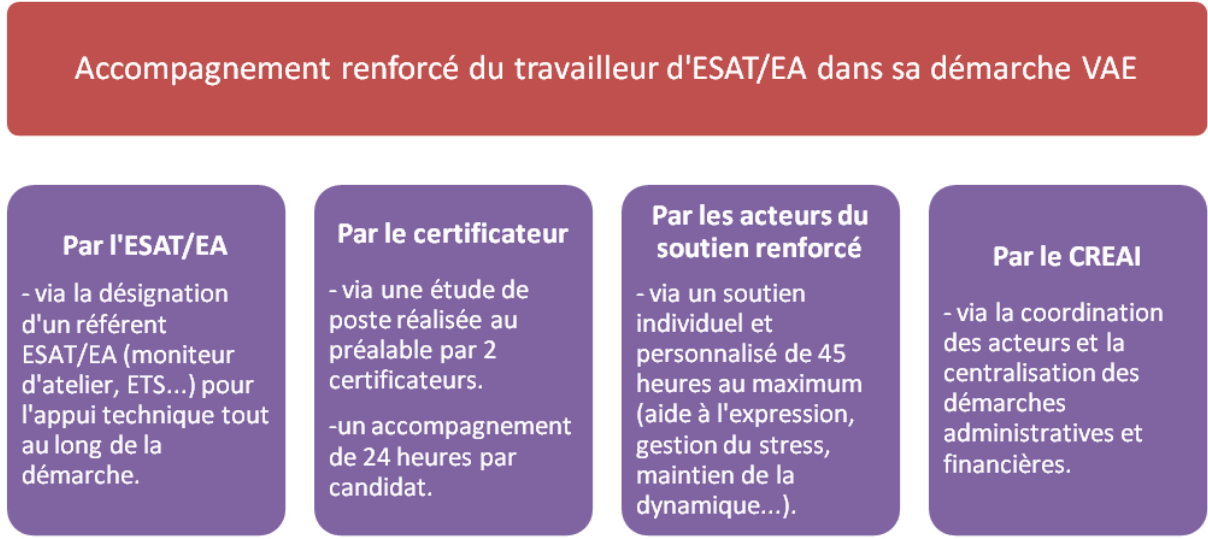 Accompagnement renforcé du travailleur d'ESAT/EA dans sa démarche VAE
Par l'ESAT/EA
- via la désignation
d'un référent
ESAT/EA (moniteur
d'atelier, ETS...) pour
l'appui technique tout
au long de la
démarche.
Par le certificateur
- via une étude de
poste réalisée au
préalable par 2
certificateurs.
-un accompagnement
de 24 heures par
candidat.
Par les acteurs du
soutien renforcé
- via un soutien
individuel et
personnalisé de 45
heures au maximum
(aide à l'expression,
gestion du stress,
maintien de la
dynamique...).
Par le CREAI
- via la coordination
des acteurs et la
centralisation des
démarches
administratives et
financières.